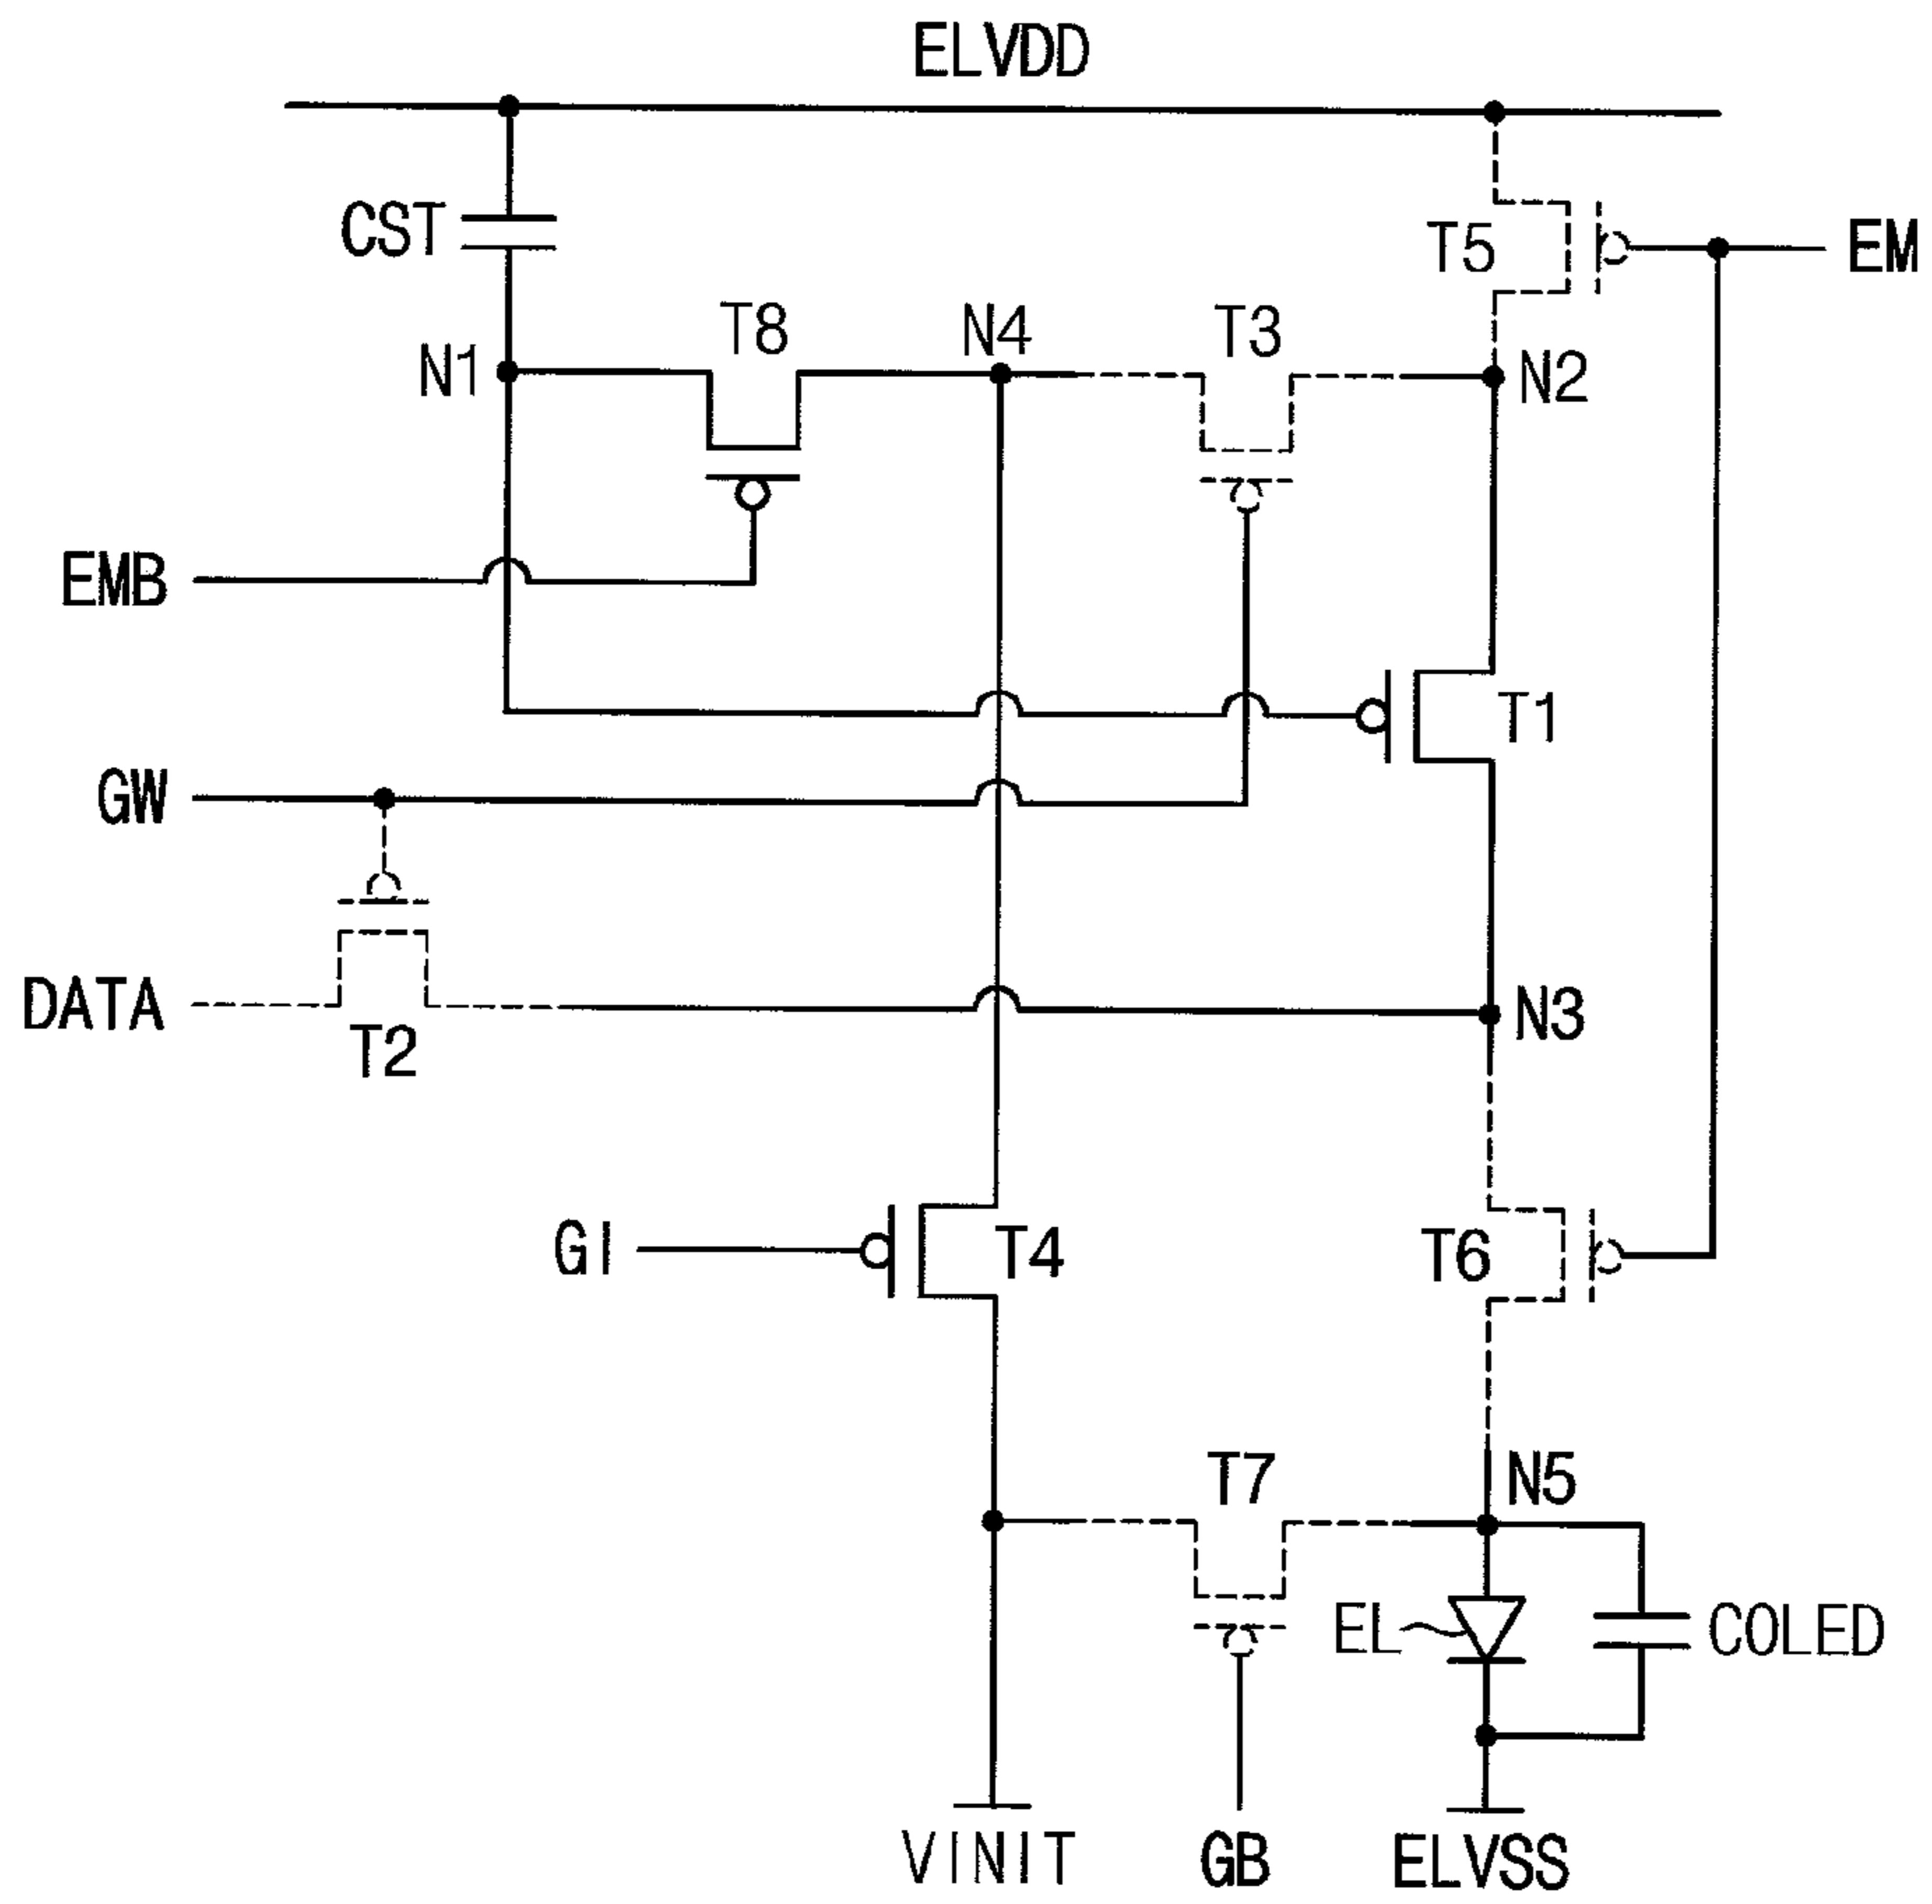 ELVDD
CST
T5
EM
N1
T8
N4
T3
N2
EMB
T1
GW
DATA
T2
N3
GI
T4
T6
T7
N5
EL
COLED
VINIT
GB
ELVSS